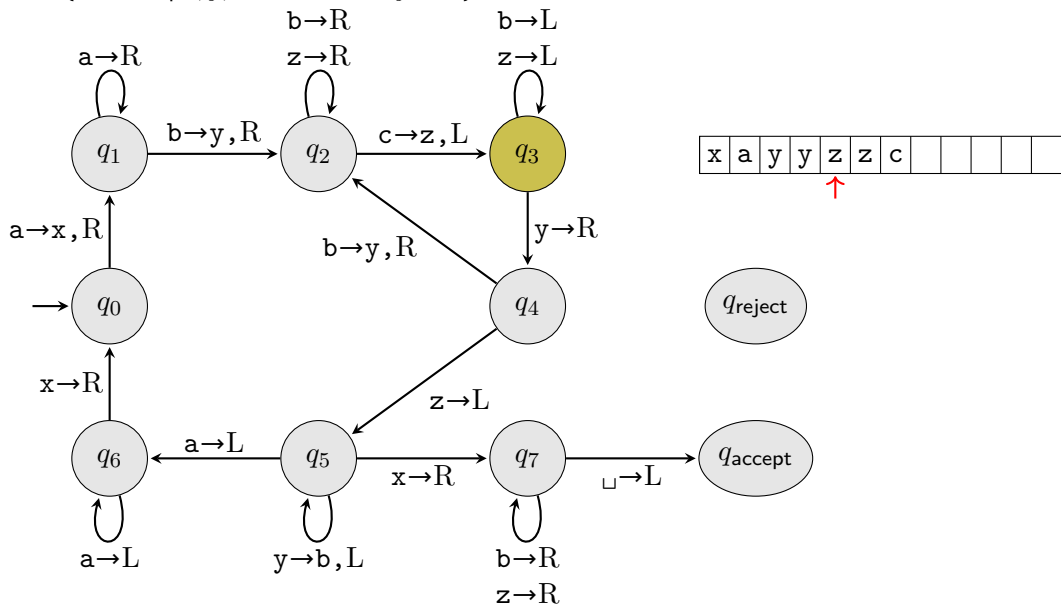 b→R
z→R
b→L
z→L
a→R
q1
b→y,R
q2
c→z,L
q3
x a y y z z c
a→x,R
b→y,R
y→R
q0
q4
qreject
x→R
z→L
q6
a→L
q5
x→R
q7
␣→L
qaccept
a→L
y→b,L
b→R
z→R